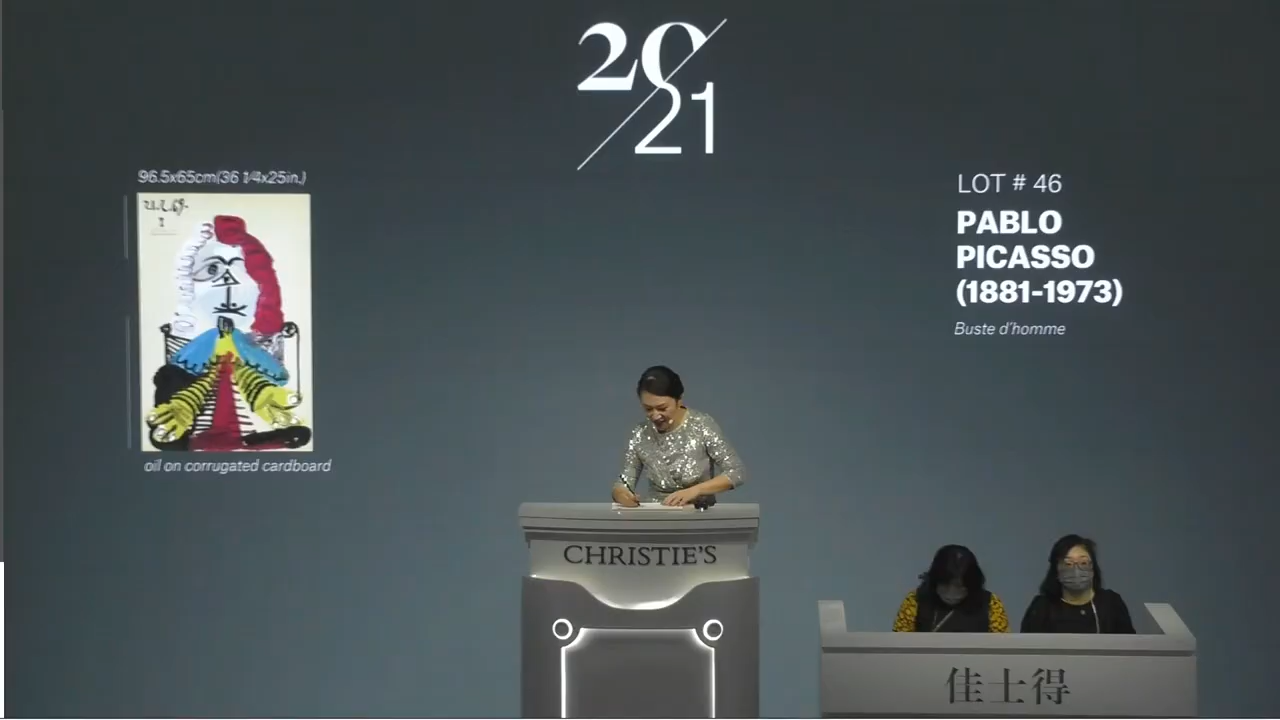 20
21
96.5x65cm(36 1/4x25in.)
oil on corrugated cardboard
LOT # 46
PABLO
PICASSO
(1881-1973)
Buste d'homme
CHRISTIE'S
佳士得